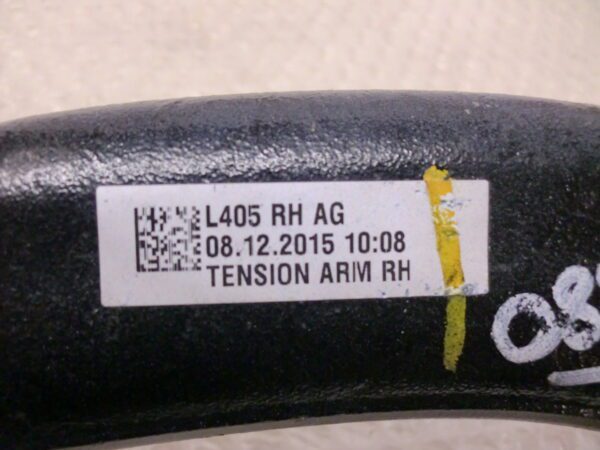 L405 RH AG
08.12.2015 10:08
TENSION ARM RH